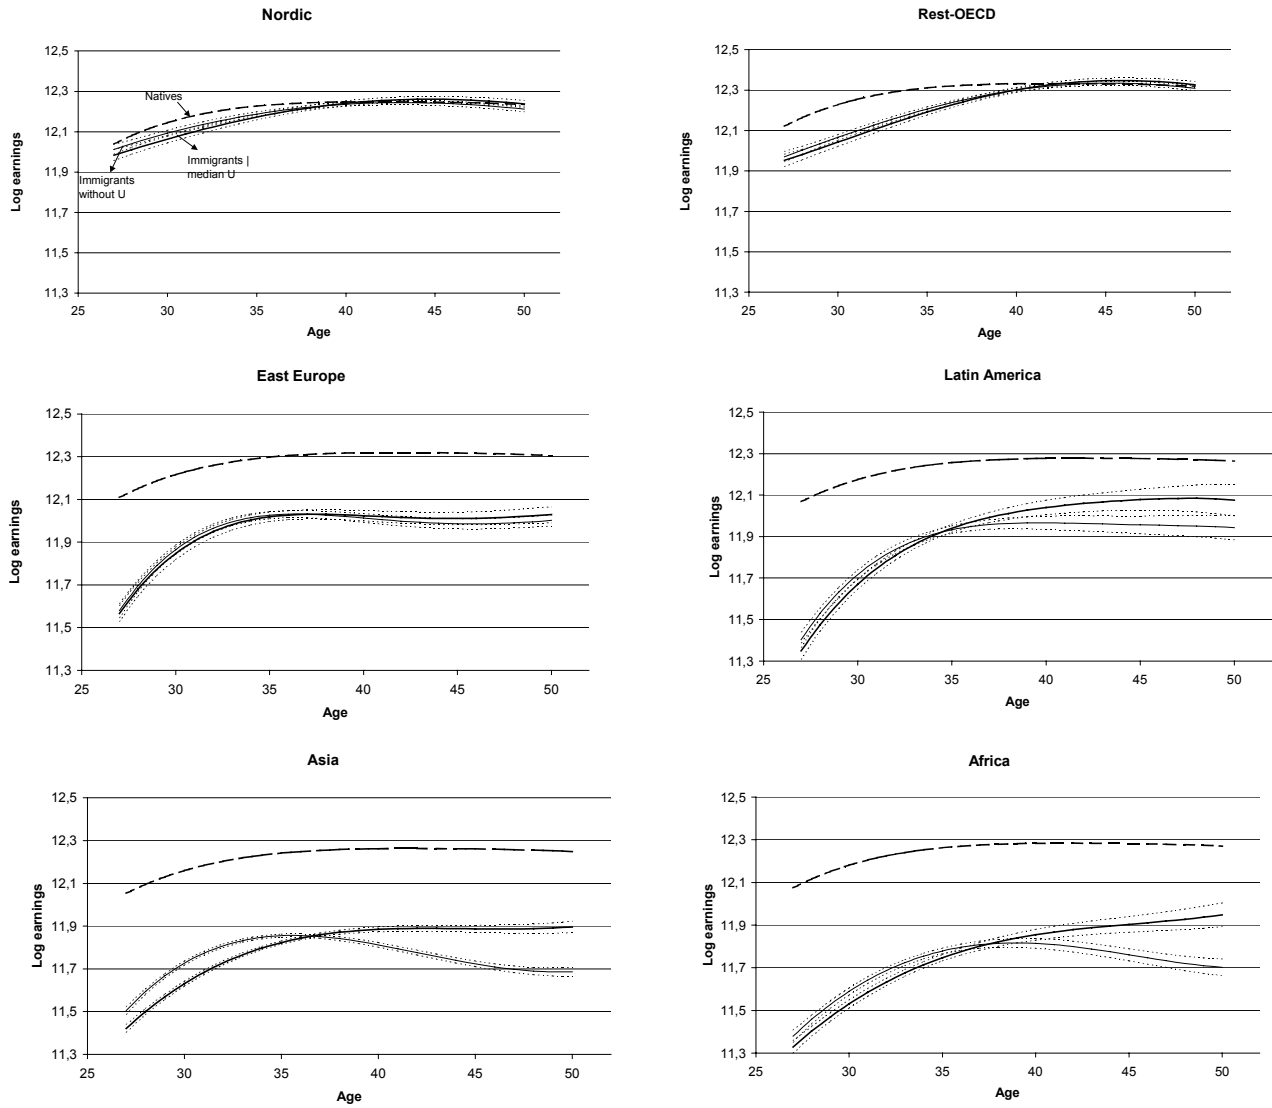 Nordic
12,5
12,3
12,1
11,9
11,7
11,5
11,3
Log earnings
Natives
Immigrants |
median U
Immigrants
without U
25 30 35 40 45 50
Age
Rest-OECD
12,5
12,3
12,1
11,9
11,7
11,5
11,3
Log earnings
25 30 35 40 45 50
Age
East Europe
12,5
12,3
12,1
11,9
11,7
11,5
11,3
Log earnings
25 30 35 40 45 50
Age
Latin America
12,5
12,3
12,1
11,9
11,7
11,5
11,3
Log earnings
25 30 35 40 45 50
Age
Asia
12,5
12,3
12,1
11,9
11,7
11,5
11,3
Log earnings
25 30 35 40 45 50
Age
Africa
12,5
12,3
12,1
11,9
11,7
11,5
11,3
Log earnings
25 30 35 40 45 50
Age